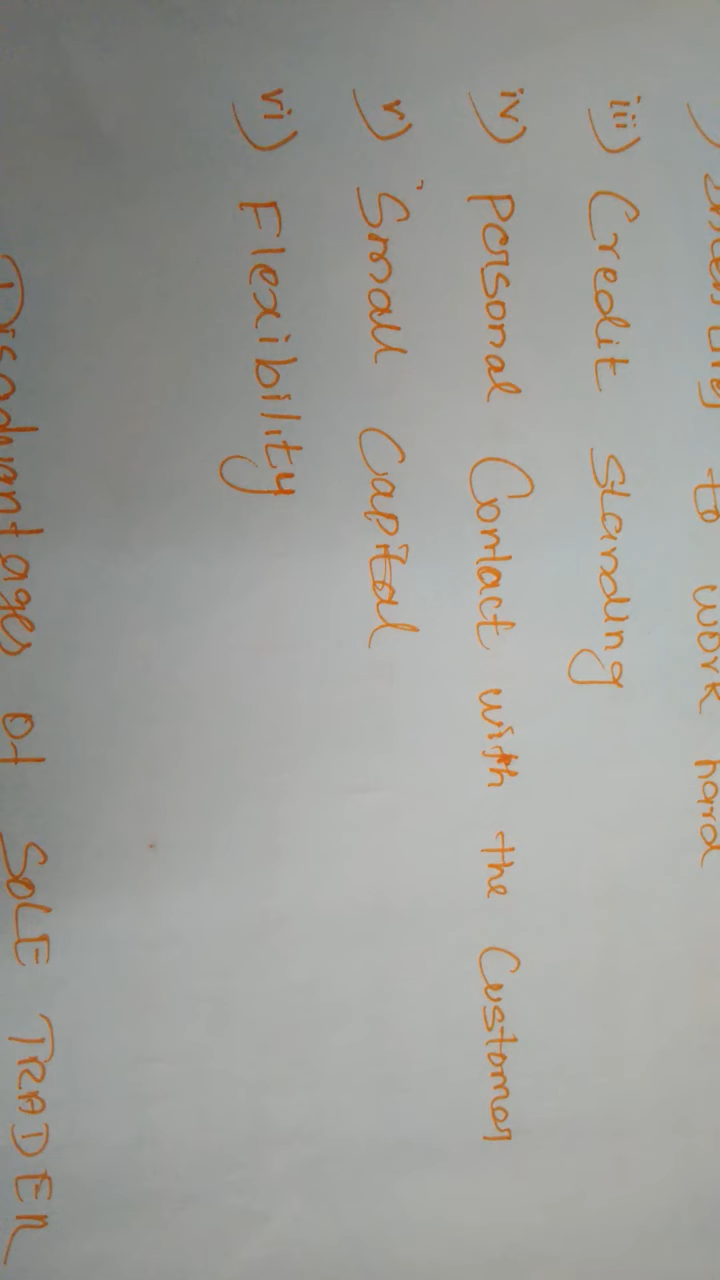 to work hard
iii) Credit Standing
iv) Personal Contact with the Customer
v) Small Capital
vi) Flexibility
Disadvantages of SOLE TRADER